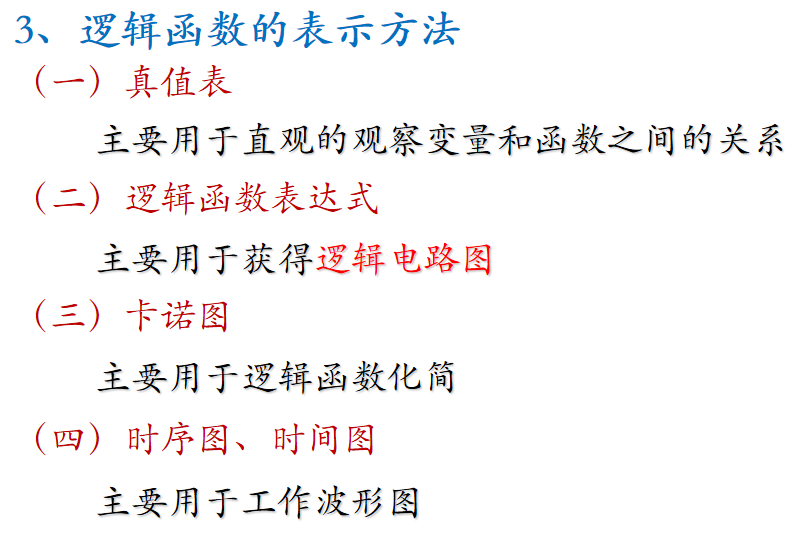 3、逻辑函数的表示方法
（一）真值表
主要用于直观的观察变量和函数之间的关系
（二）逻辑函数表达式
主要用于获得逻辑电路图
（三）卡诺图
主要用于逻辑函数化简
（四）时序图、时间图
主要用于工作波形图